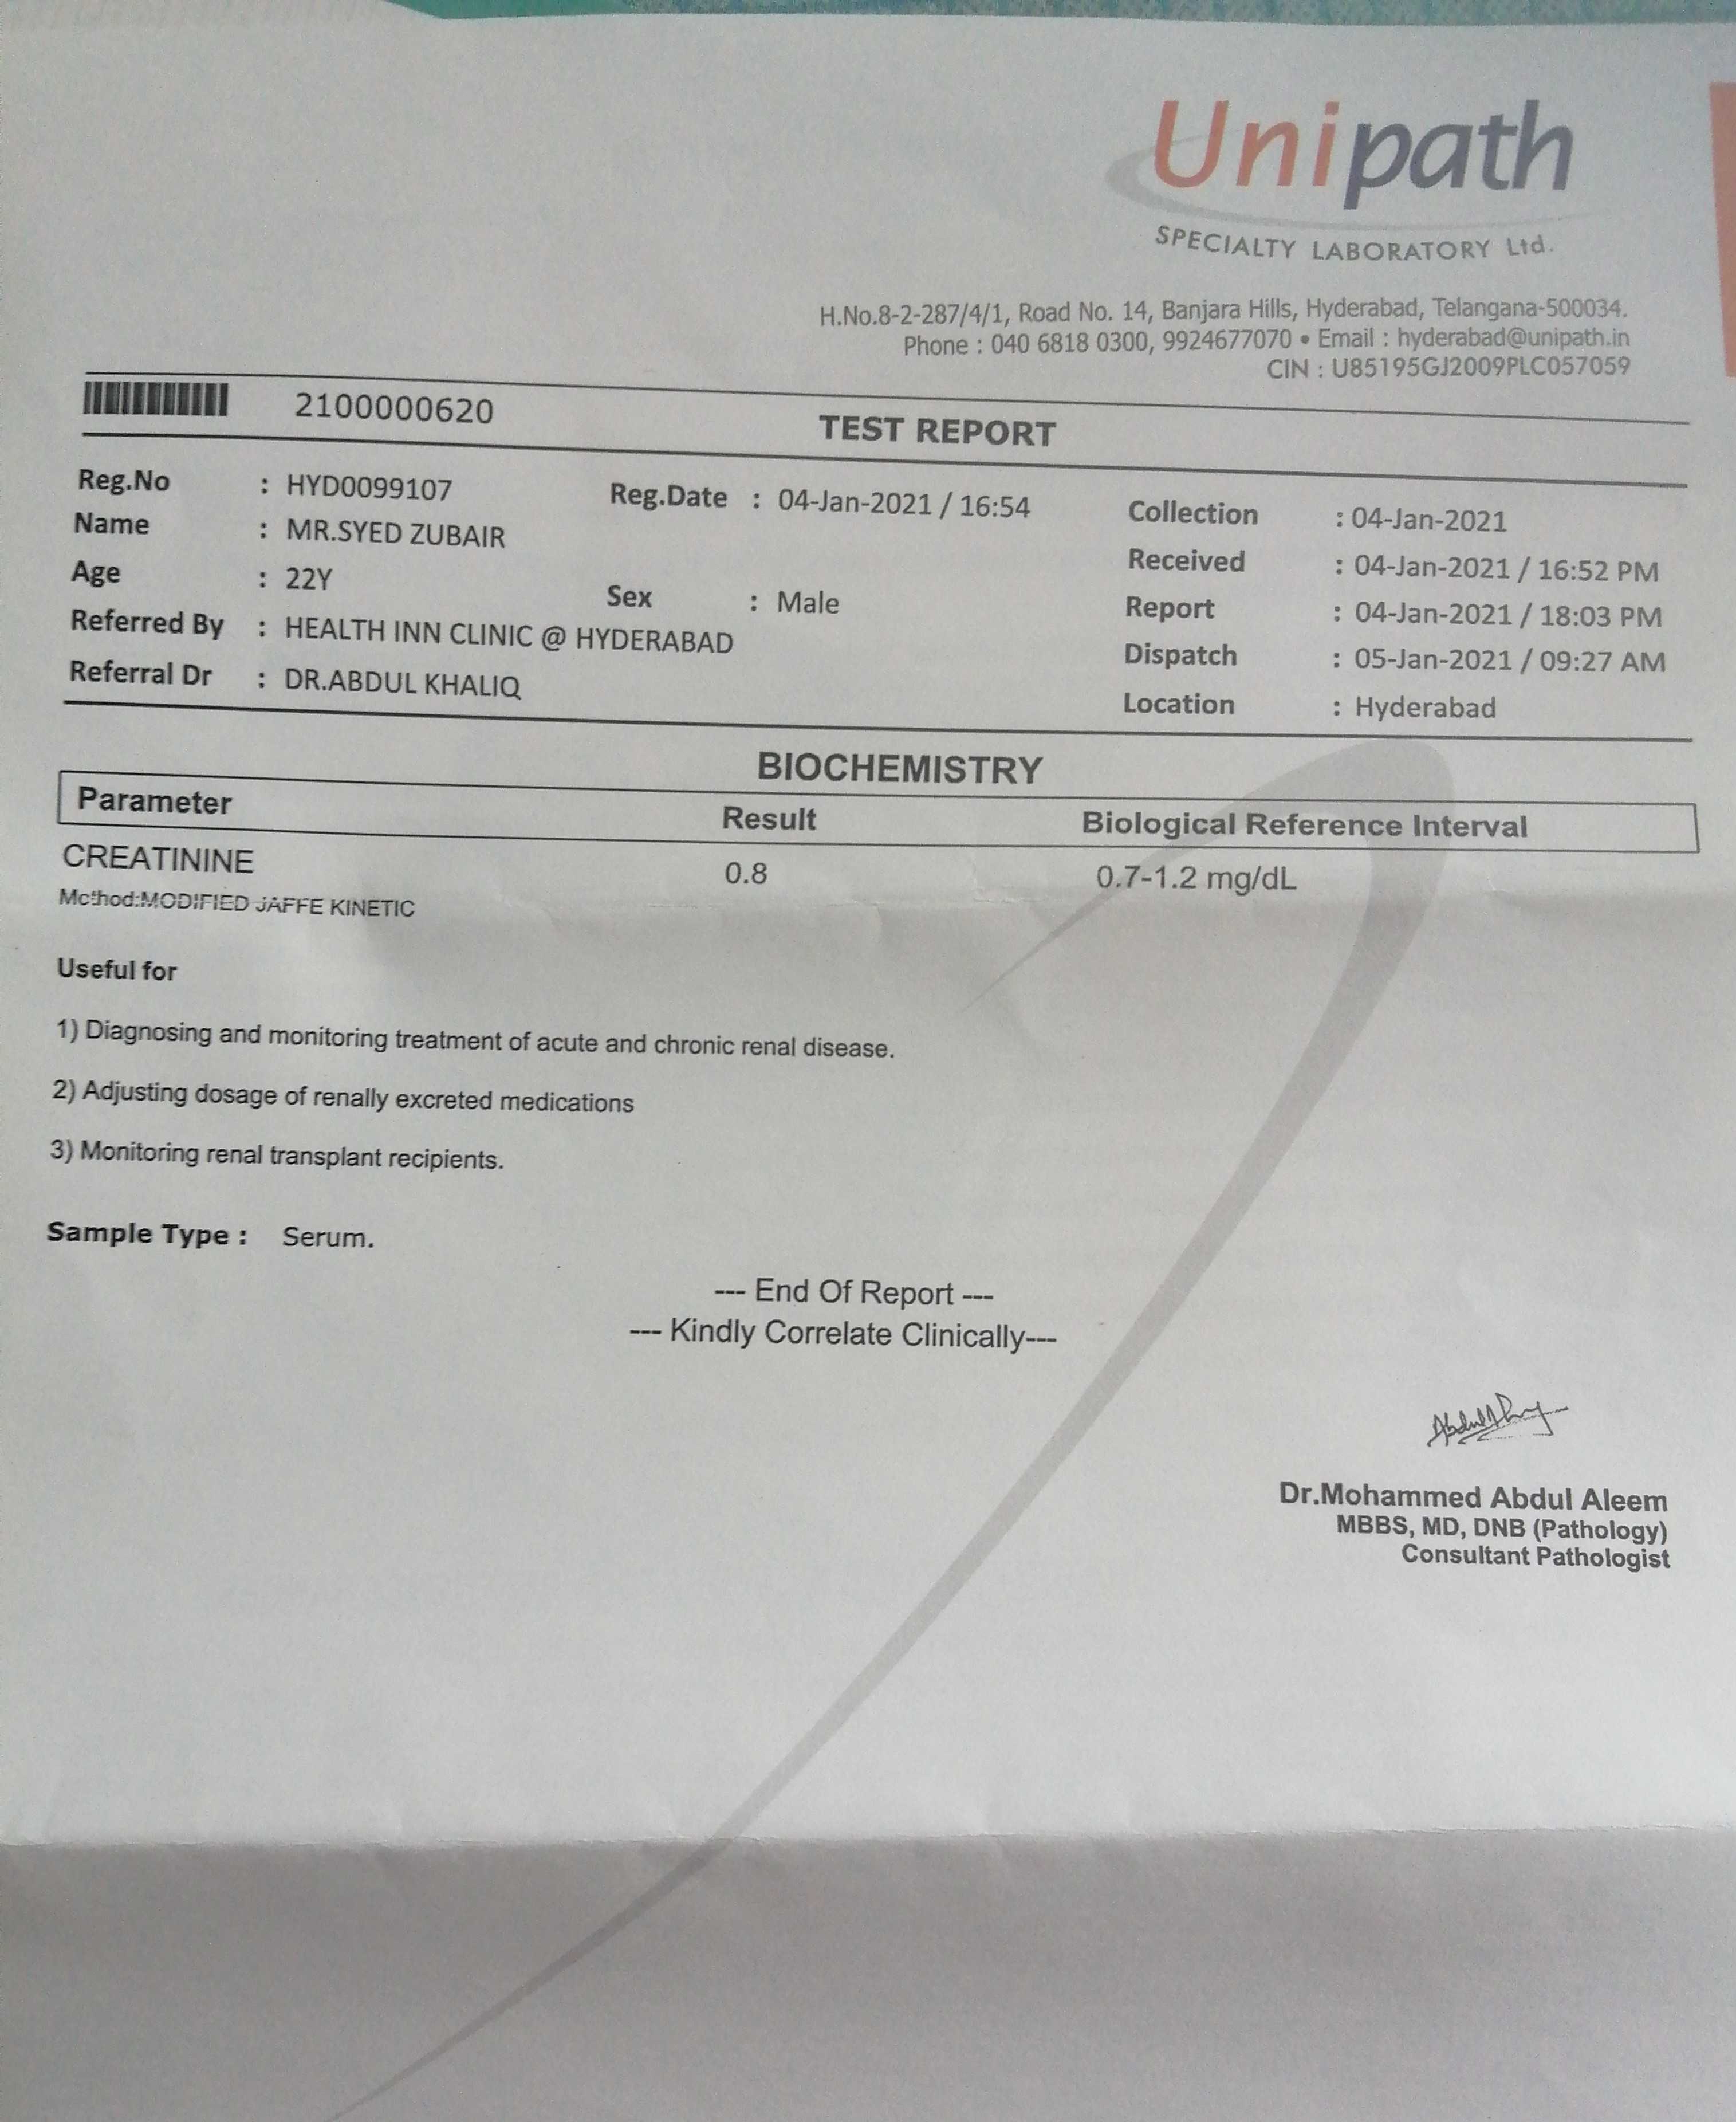 Unipath
SPECIALTY LABORATORY Ltd.
H.No.8-2-287/4/1, Road No. 14, Banjara Hills, Hyderabad, Telangana-500034.
Phone : 040 6818 0300, 9924677070 • Email : hyderabad@unipath.in
CIN : U85195GJ2009PLC057059
2100000620
TEST REPORT
Reg.No : HYD0099107 Reg.Date : 04-Jan-2021 / 16:54 Collection : 04-Jan-2021
Name : MR.SYED ZUBAIR Received : 04-Jan-2021 / 16:52 PM
Age : 22Y Sex : Male Report : 04-Jan-2021 / 18:03 PM
Referred By : HEALTH INN CLINIC @ HYDERABAD Dispatch : 05-Jan-2021 / 09:27 AM
Referral Dr : DR.ABDUL KHALIQ Location : Hyderabad
BIOCHEMISTRY
Parameter Result Biological Reference Interval
CREATININE 0.8 0.7-1.2 mg/dL
Method:MODIFIED JAFFE KINETIC
Useful for
1) Diagnosing and monitoring treatment of acute and chronic renal disease.
2) Adjusting dosage of renally excreted medications
3) Monitoring renal transplant recipients.
Sample Type : Serum.
--- End Of Report ---
--- Kindly Correlate Clinically---
Dr.Mohammed Abdul Aleem
MBBS, MD, DNB (Pathology)
Consultant Pathologist